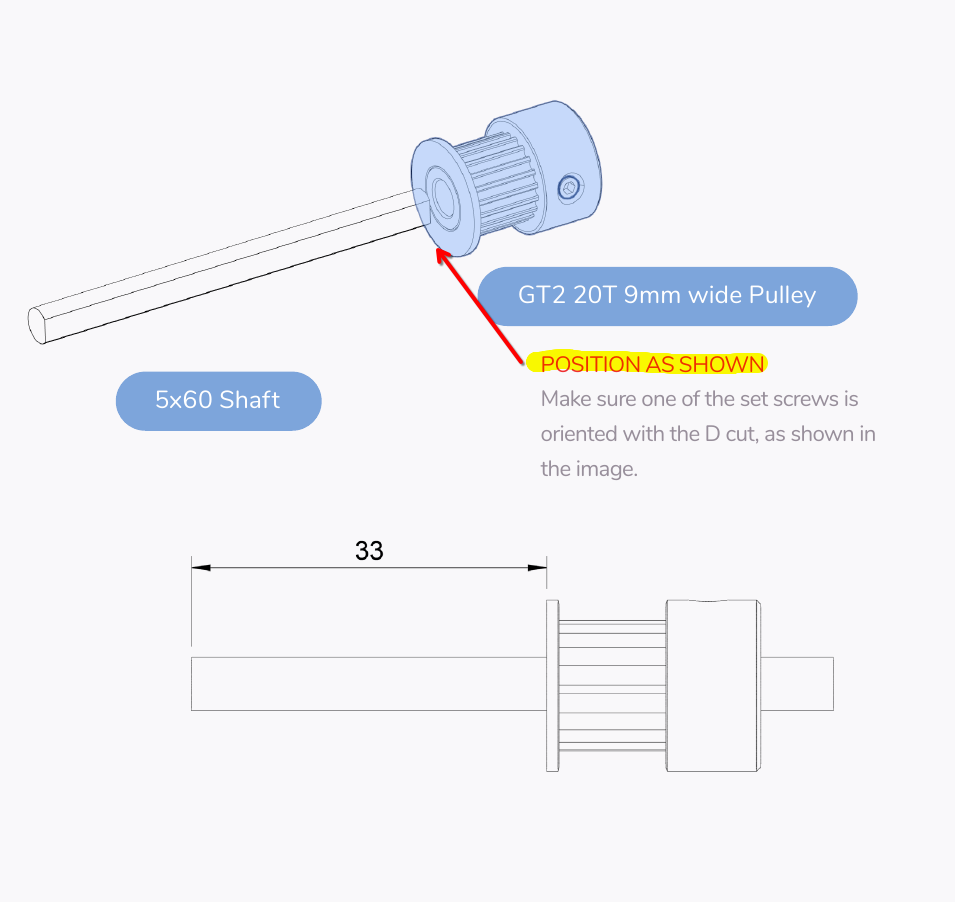 GT2 20T 9mm wide Pulley
POSITION AS SHOWN
5x60 Shaft
Make sure one of the set screws is
oriented with the D cut, as shown in
the image.
33